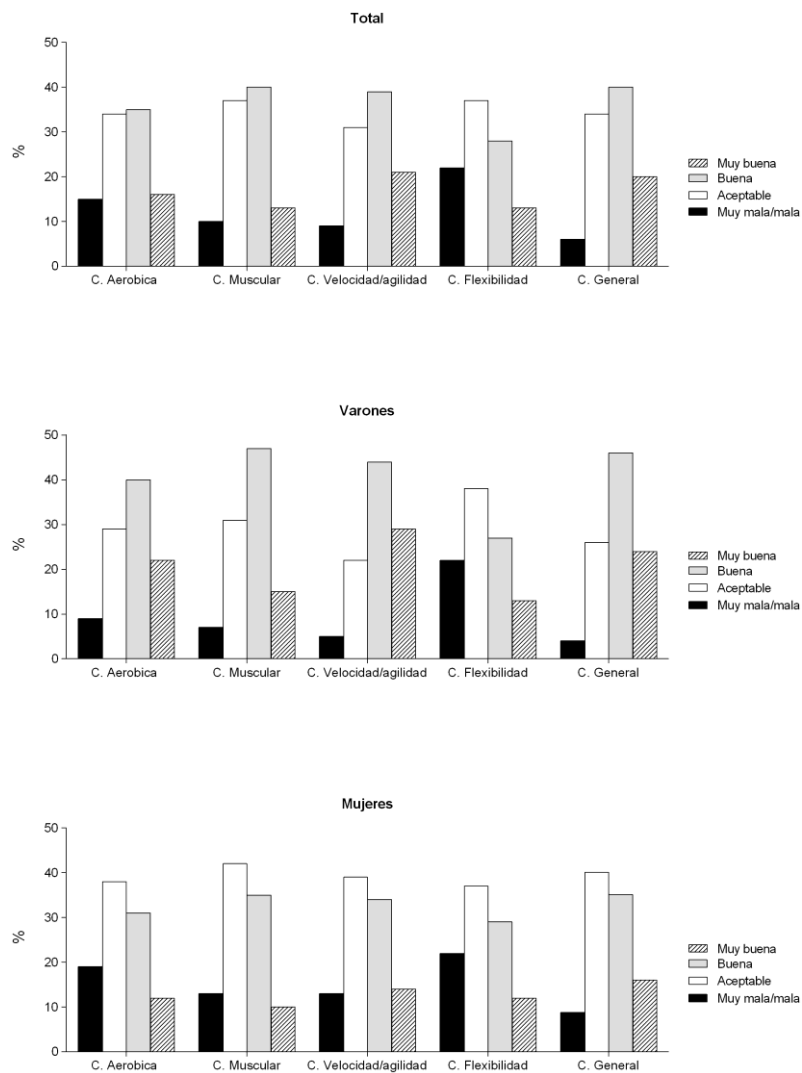 Total
50
40
30
20
10
0
%
C. Aerobica C. Muscular C. Velocidad/agilidad C. Flexibilidad C. General
Muy buena
Buena
Aceptable
Muy mala/mala
Varones
50
40
30
20
10
0
%
C. Aerobica C. Muscular C. Velocidad/agilidad C. Flexibilidad C. General
Muy buena
Buena
Aceptable
Muy mala/mala
Mujeres
50
40
30
20
10
0
%
C. Aerobica C. Muscular C. Velocidad/agilidad C. Flexibilidad C. General
Muy buena
Buena
Aceptable
Muy mala/mala